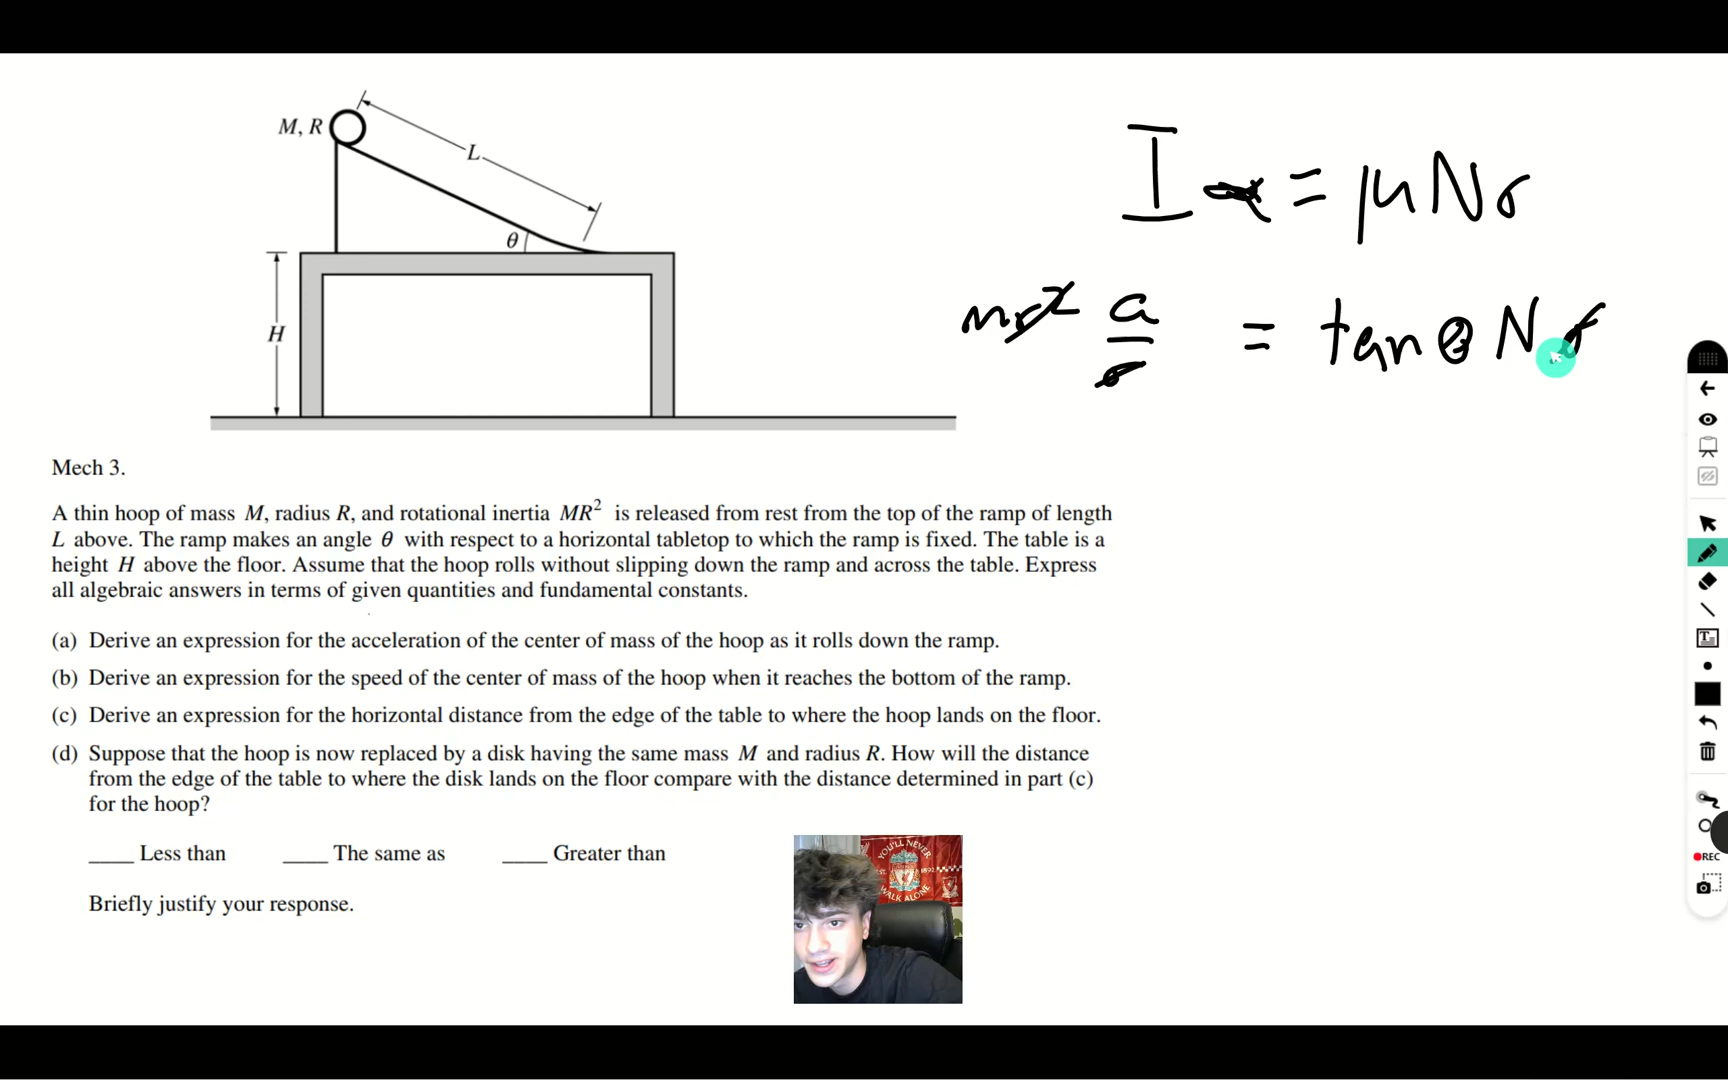 M, R
L
θ
H
Iα = μNr
mr² a/r = tan θ N r
Mech 3.
A thin hoop of mass M, radius R, and rotational inertia MR² is released from rest from the top of the ramp of length
L above. The ramp makes an angle θ with respect to a horizontal tabletop to which the ramp is fixed. The table is a
height H above the floor. Assume that the hoop rolls without slipping down the ramp and across the table. Express
all algebraic answers in terms of given quantities and fundamental constants.
(a) Derive an expression for the acceleration of the center of mass of the hoop as it rolls down the ramp.
(b) Derive an expression for the speed of the center of mass of the hoop when it reaches the bottom of the ramp.
(c) Derive an expression for the horizontal distance from the edge of the table to where the hoop lands on the floor.
(d) Suppose that the hoop is now replaced by a disk having the same mass M and radius R. How will the distance
from the edge of the table to where the disk lands on the floor compare with the distance determined in part (c)
for the hoop?
____ Less than ____ The same as ____ Greater than
Briefly justify your response.
YOU'LL NEVER
WALK ALONE
REC